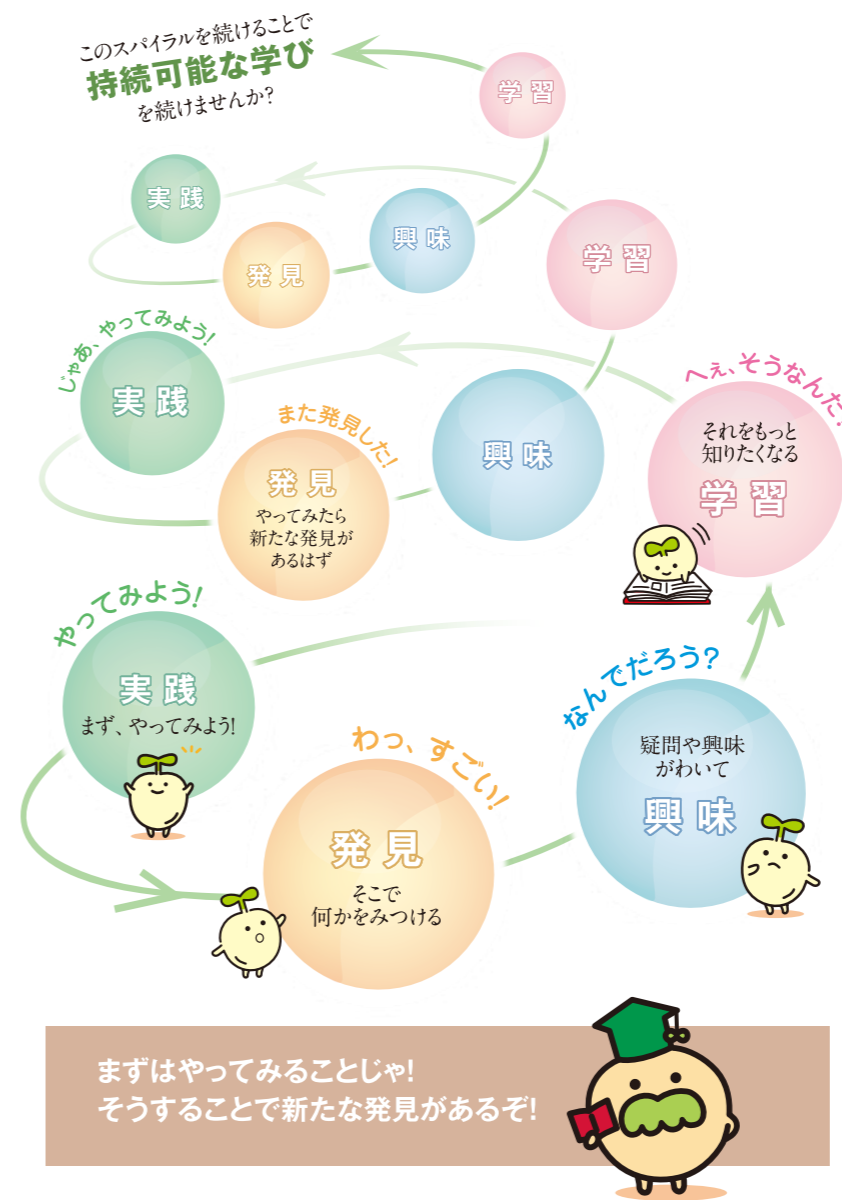 このスパイラルを続けることで
持続可能な学び
を続けませんか?
学習
実践
発見
興味
学習
じゃあ、やってみよう!
実践
また発見した!
発見
やってみたら
新たな発見が
あるはず
興味
へぇ、そうなんだ!
それをもっと
知りたくなる
学習
やってみよう!
実践
まず、やってみよう!
わっ、すごい!
発見
そこで
何かをみつける
なんでだろう?
疑問や興味
がわいて
興味
まずはやってみることじゃ!
そうすることで新たな発見があるぞ!